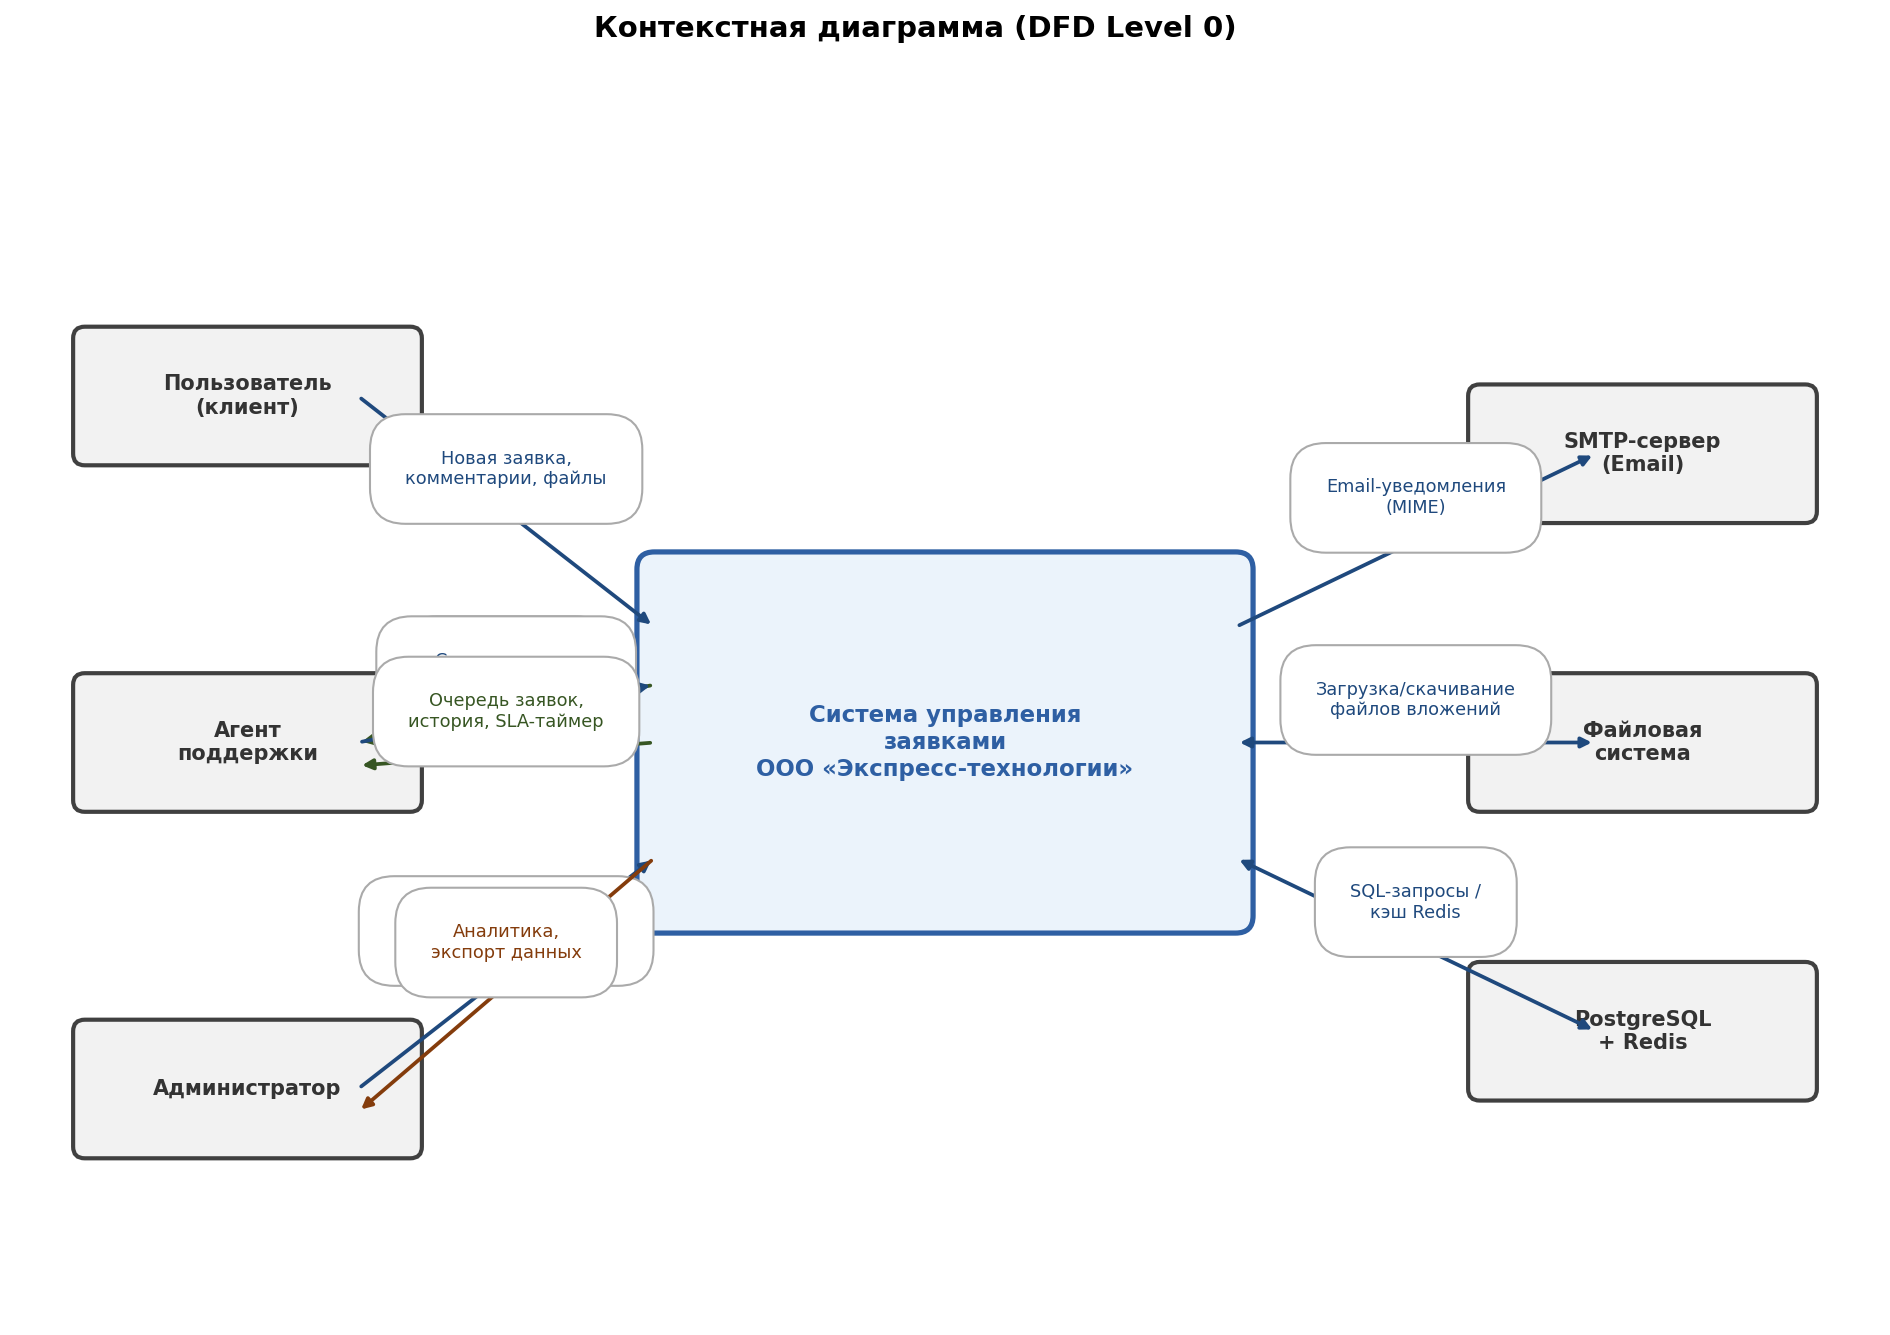 Контекстная диаграмма (DFD Level 0)
Пользователь
(клиент)
Новая заявка,
комментарии, файлы
SMTP-сервер
(Email)
Email-уведомления
(MIME)
Агент
поддержки
Очередь заявок,
история, SLA-таймер
Система управления
заявками
ООО «Экспресс-технологии»
Загрузка/скачивание
файлов вложений
Файловая
система
Аналитика,
экспорт данных
SQL-запросы /
кэш Redis
PostgreSQL
+ Redis
Администратор